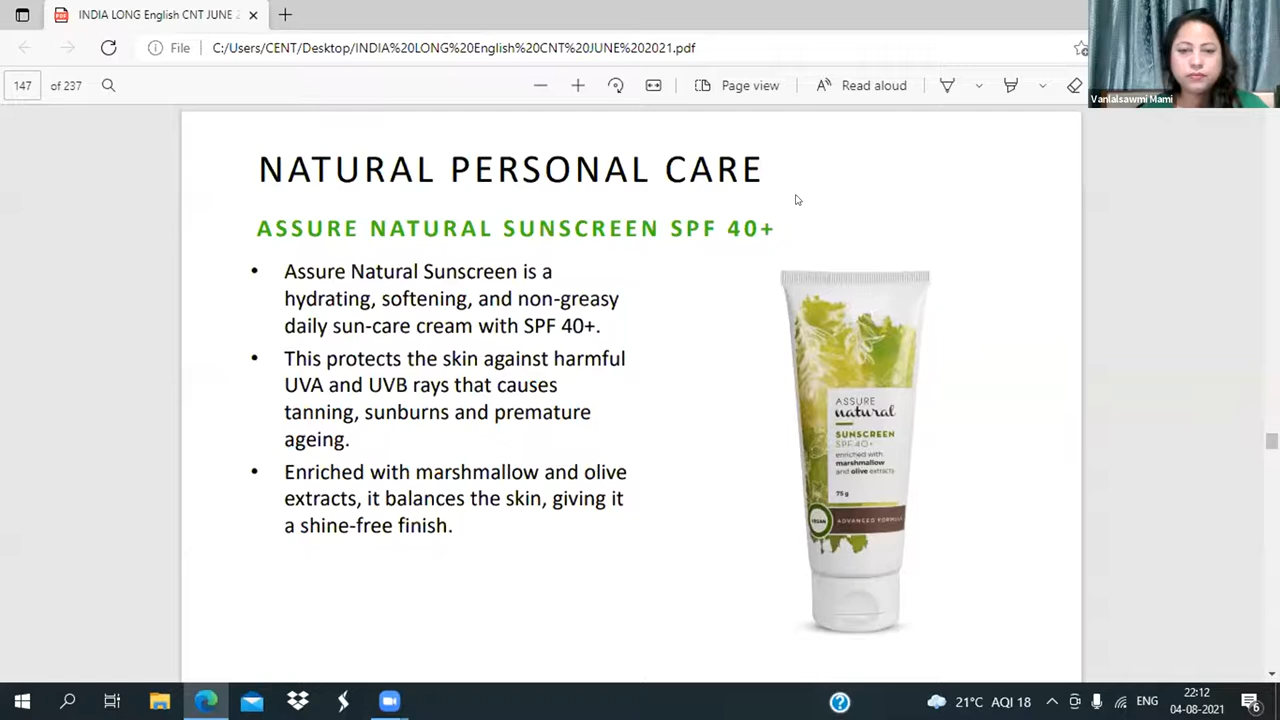 INDIA LONG English CNT JUNE 2
File
C:/Users/CENT/Desktop/INDIA%20LONG%20English%20CNT%20JUNE%202021.pdf
Vanlalsawmi Mami
147
of 237
Page view
Read aloud
NATURAL PERSONAL CARE
ASSURE NATURAL SUNSCREEN SPF 40+
• Assure Natural Sunscreen is a
hydrating, softening, and non-greasy
daily sun-care cream with SPF 40+.
• This protects the skin against harmful
UVA and UVB rays that causes
tanning, sunburns and premature
ageing.
• Enriched with marshmallow and olive
extracts, it balances the skin, giving it
a shine-free finish.
ASSURE
natural
SUNSCREEN
SPF 40+
enriched with
marshmallow
and olive extracts
75 g
VEGAN
ADVANCED FORMULA
21°C AQI 18
ENG
22:12
04-08-2021
6